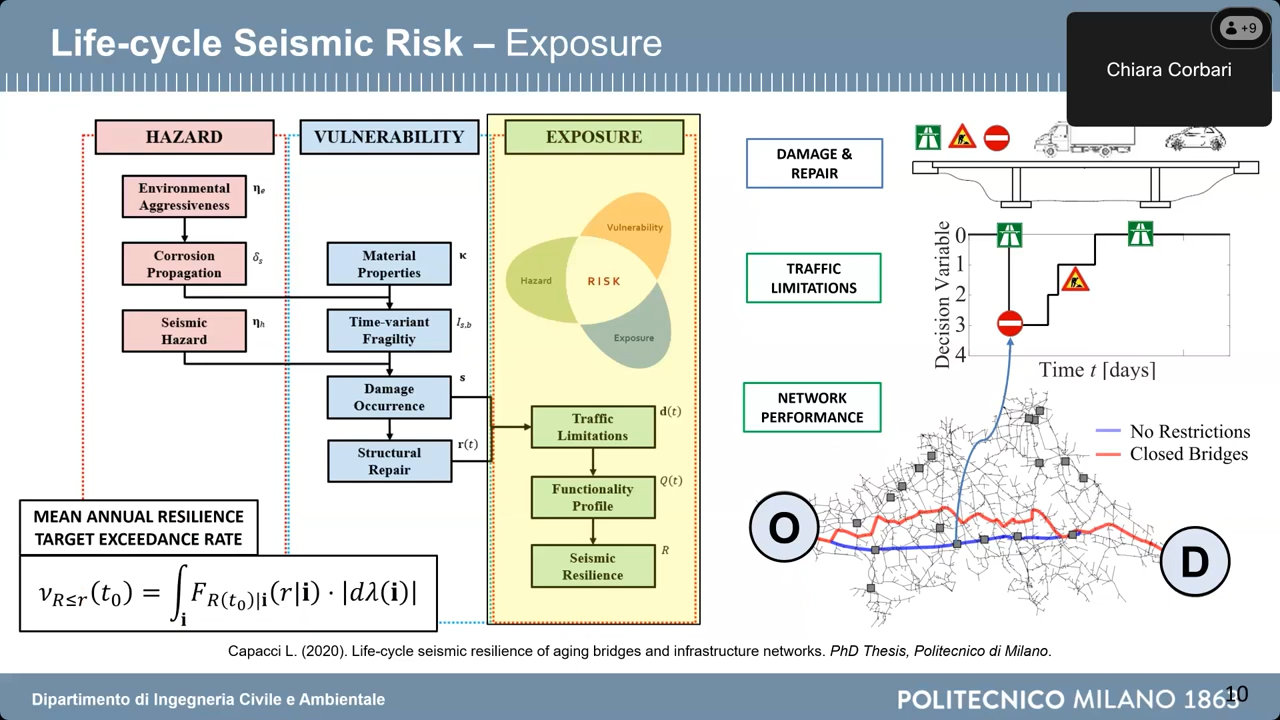 Life-cycle Seismic Risk – Exposure
+9
Chiara Corbari
HAZARD
Environmental
Aggressiveness
ηe
Corrosion
Propagation
δs
Seismic
Hazard
ηh
VULNERABILITY
Material
Properties
κ
Time-variant
Fragiltiy
Is,b
Damage
Occurrence
s
Structural
Repair
r(t)
EXPOSURE
Vulnerability
Hazard
RISK
Exposure
Traffic
Limitations
d(t)
Functionality
Profile
Q(t)
Seismic
Resilience
R
MEAN ANNUAL RESILIENCE
TARGET EXCEEDANCE RATE
νR≤r(t0) = ∫i FR(t0)|i(r|i) · |dλ(i)|
DAMAGE &
REPAIR
TRAFFIC
LIMITATIONS
NETWORK
PERFORMANCE
Decision Variable
0
1
2
3
4
Time t [days]
No Restrictions
Closed Bridges
O
D
Capacci L. (2020). Life-cycle seismic resilience of aging bridges and infrastructure networks. PhD Thesis, Politecnico di Milano.
Dipartimento di Ingegneria Civile e Ambientale
POLITECNICO MILANO 1863
10